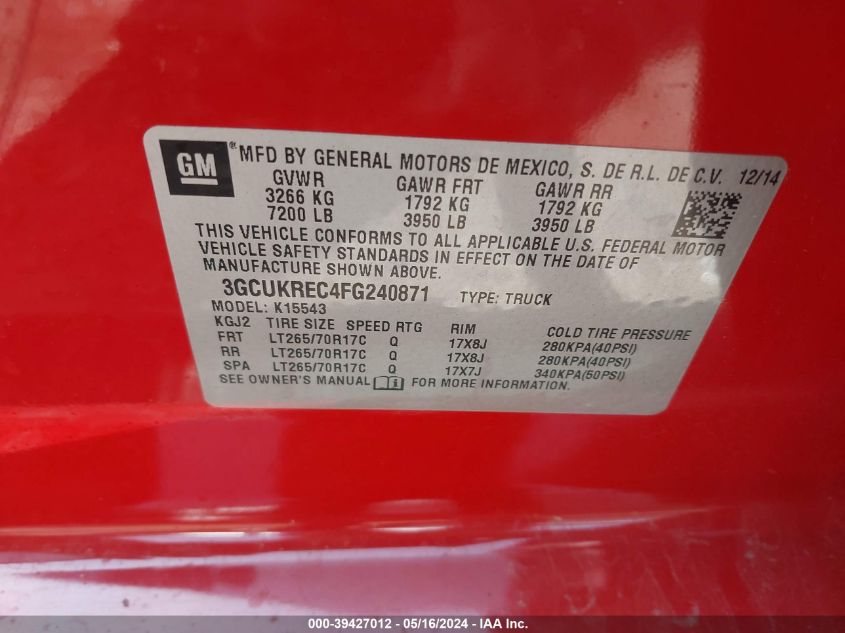 GM ® MFD BY GENERAL MOTORS DE MEXICO, S. DE R.L. DE C.V. 12/14
GVWR GAWR FRT GAWR RR
3266 KG 1792 KG 1792 KG
7200 LB 3950 LB 3950 LB
THIS VEHICLE CONFORMS TO ALL APPLICABLE U.S. FEDERAL MOTOR
VEHICLE SAFETY STANDARDS IN EFFECT ON THE DATE OF
MANUFACTURE SHOWN ABOVE.
3GCUKREC4FG240871 TYPE: TRUCK
MODEL: K15543
KGJ2 TIRE SIZE SPEED RTG RIM COLD TIRE PRESSURE
FRT LT265/70R17C Q 17X8J 280KPA(40PSI)
RR LT265/70R17C Q 17X8J 280KPA(40PSI)
SPA LT265/70R17C Q 17X7J 340KPA(50PSI)
SEE OWNER'S MANUAL FOR MORE INFORMATION.
000-39427012 - 05/16/2024 - IAA Inc.